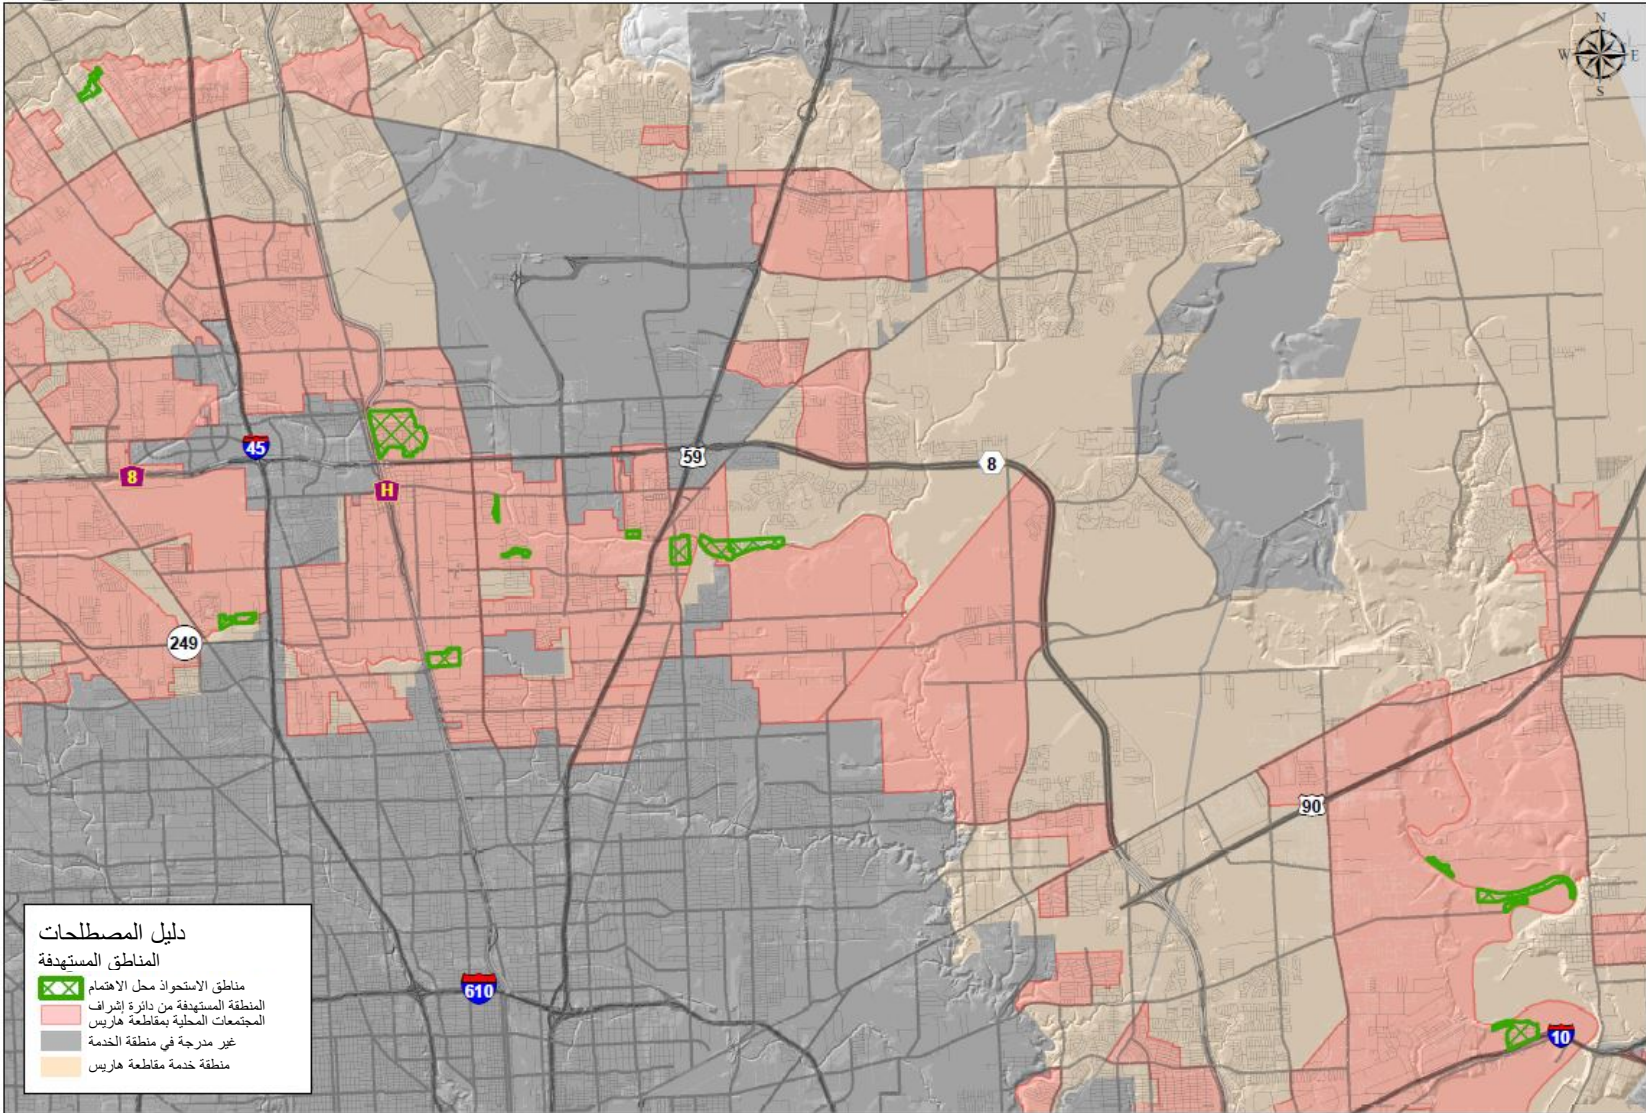 N
W E
S
45
59
8
8
H
249
90
610
10
دليل المصطلحات
المناطق المستهدفة
مناطق الاستحواذ محل الاهتمام
المنطقة المستهدفة من دائرة إشراف
المجتمعات المحلية بمقاطعة هاريس
غير مدرجة في منطقة الخدمة
منطقة خدمة مقاطعة هاريس